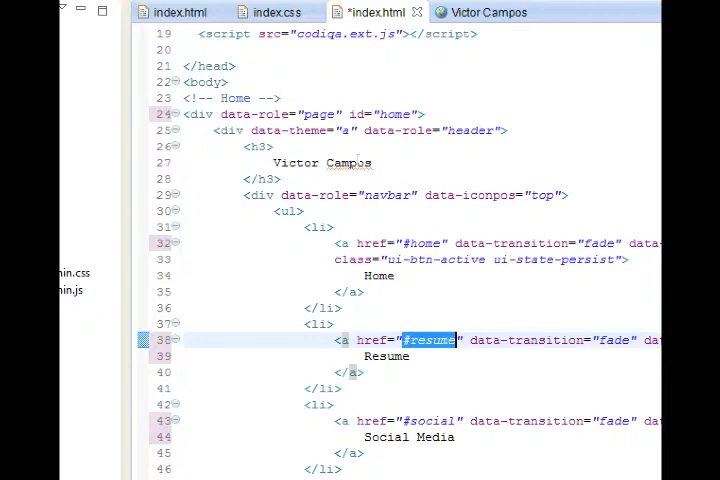 index.html index.css *index.html Victor Campos
19 <script src="codiqa.ext.js"></script>
20
21 </head>
22 <body>
23 <!-- Home -->
24 <div data-role="page" id="home">
25 <div data-theme="a" data-role="header">
26 <h3>
27 Victor Campos
28 </h3>
29 <div data-role="navbar" data-iconpos="top">
30 <ul>
31 <li>
32 <a href="#home" data-transition="fade" data-
33 class="ui-btn-active ui-state-persist">
34 Home
35 </a>
36 </li>
37 <li>
38 <a href="#resume" data-transition="fade" dat
39 Resume
40 </a>
41 </li>
42 <li>
43 <a href="#social" data-transition="fade" dat
44 Social Media
45 </a>
46 </li>
min.css
min.js